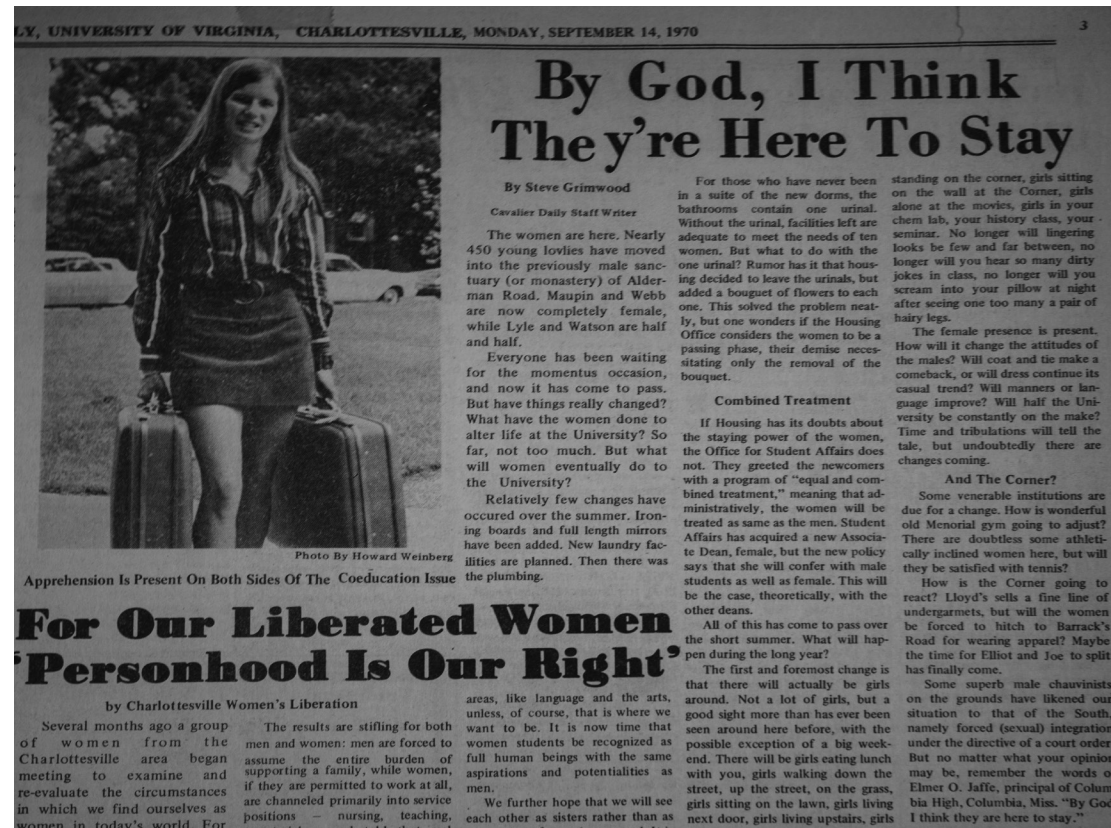 LY, UNIVERSITY OF VIRGINIA, CHARLOTTESVILLE, MONDAY, SEPTEMBER 14, 1970
3
By God, I Think
They're Here To Stay
By Steve Grimwood
Cavalier Daily Staff Writer
The women are here. Nearly
450 young lovlies have moved
into the previously male sanc-
tuary (or monastery) of Alder-
man Road. Maupin and Webb
are now completely female,
while Lyle and Watson are half
and half.
Everyone has been waiting
for the momentus occasion,
and now it has come to pass.
But have things really changed?
What have the women done to
alter life at the University? So
far, not too much. But what
will women eventually do to
the University?
Relatively few changes have
occured over the summer. Iron-
ing boards and full length mirrors
have been added. New laundry fac-
ilities are planned. Then there was
the plumbing.
For those who have never been
in a suite of the new dorms, the
bathrooms contain one urinal.
Without the urinal, facilities left are
adequate to meet the needs of ten
women. But what to do with the
one urinal? Rumor has it that hous-
ing decided to leave the urinals, but
added a bouguet of flowers to each
one. This solved the problem neat-
ly, but one wonders if the Housing
Office considers the women to be a
passing phase, their demise neces-
sitating only the removal of the
bouquet.
Combined Treatment
If Housing has its doubts about
the staying power of the women,
the Office for Student Affairs does
not. They greeted the newcomers
with a program of "equal and com-
bined treatment," meaning that ad-
ministratively, the women will be
treated as same as the men. Student
Affairs has acquired a new Associa-
te Dean, female, but the new policy
says that she will confer with male
students as well as female. This will
be the case, theoretically, with the
other deans.
All of this has come to pass over
the short summer. What will hap-
pen during the long year?
The first and foremost change is
that there will actually be girls
around. Not a lot of girls, but a
good sight more than has ever been
seen around here before, with the
possible exception of a big week-
end. There will be girls eating lunch
with you, girls walking down the
street, up the street, on the grass,
girls sitting on the lawn, girls living
next door, girls living upstairs, girls
standing on the corner, girls sitting
on the wall at the Corner, girls
alone at the movies, girls in your
chem lab, your history class, your
seminar. No longer will lingering
looks be few and far between, no
longer will you hear so many dirty
jokes in class, no longer will you
scream into your pillow at night
after seeing one too many a pair of
hairy legs.
The female presence is present.
How will it change the attitudes of
the males? Will coat and tie make a
comeback, or will dress continue its
casual trend? Will manners or lan-
guage improve? Will half the Uni-
versity be constantly on the make?
Time and tribulations will tell the
tale, but undoubtedly there are
changes coming.
And The Corner?
Some venerable institutions are
due for a change. How is wonderful
old Menorial gym going to adjust?
There are doubtless some athleti-
cally inclined women here, but will
they be satisfied with tennis?
How is the Corner going to
react? Lloyd's sells a fine line of
undergarmets, but will the women
be forced to hitch to Barrack's
Road for wearing apparel? Maybe
the time for Elliot and Joe to split
has finally come.
Some superb male chauvinists
on the grounds have likened our
situation to that of the South,
namely forced (sexual) integration
under the directive of a court order
But no matter what your opinion
may be, remember the words o
Elmer O. Jaffe, principal of Colum
bia High, Columbia, Miss. "By God
I think they are here to stay."
Photo By Howard Weinberg
Apprehension Is Present On Both Sides Of The Coeducation Issue
For Our Liberated Women
'Personhood Is Our Right'
by Charlottesville Women's Liberation
Several months ago a group
of women from the
Charlottesville area began
meeting to examine and
re-evaluate the circumstances
in which we find ourselves as
women in today's world. For
The results are stifling for both
men and women: men are forced to
assume the entire burden of
supporting a family, while women,
if they are permitted to work at all,
are channeled primarily into service
positions – nursing, teaching,
areas, like language and the arts,
unless, of course, that is where we
want to be. It is now time that
women students be recognized as
full human beings with the same
aspirations and potentialities as
men.
We further hope that we will see
each other as sisters rather than as